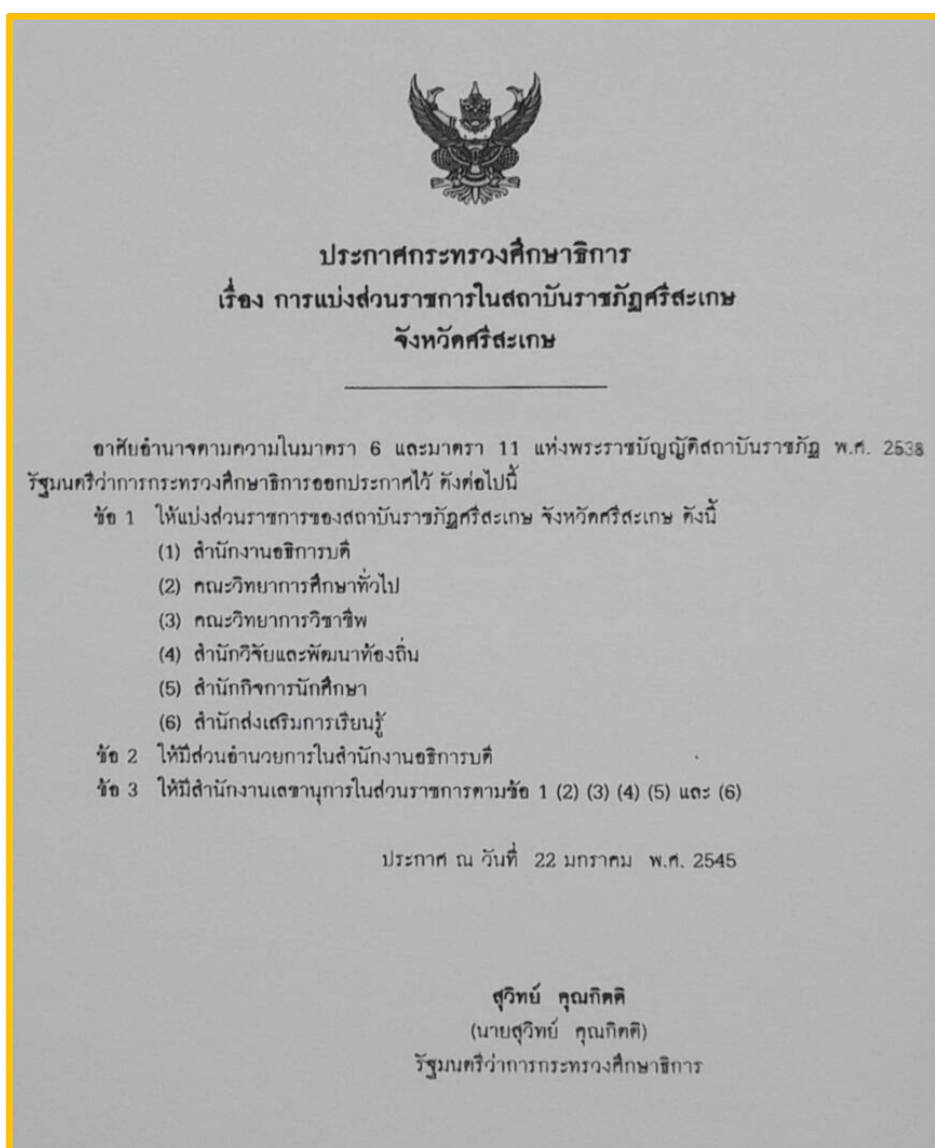 ประกาศกระทรวงศึกษาธิการ
เรื่อง การแบ่งส่วนราชการในสถาบันราชภัฏศรีสะเกษ
จังหวัดศรีสะเกษ
อาศัยอำนาจตามความในมาตรา 6 และมาตรา 11 แห่งพระราชบัญญัติสถาบันราชภัฏ พ.ศ. 2538
รัฐมนตรีว่าการกระทรวงศึกษาธิการออกประกาศไว้ ดังต่อไปนี้
ข้อ 1 ให้แบ่งส่วนราชการของสถาบันราชภัฏศรีสะเกษ จังหวัดศรีสะเกษ ดังนี้
(1) สำนักงานอธิการบดี
(2) คณะวิทยาการศึกษาทั่วไป
(3) คณะวิทยาการวิชาชีพ
(4) สำนักวิจัยและพัฒนาท้องถิ่น
(5) สำนักกิจการนักศึกษา
(6) สำนักส่งเสริมการเรียนรู้
ข้อ 2 ให้มีส่วนอำนวยการในสำนักงานอธิการบดี
ข้อ 3 ให้มีสำนักงานเลขานุการในส่วนราชการตามข้อ 1 (2) (3) (4) (5) และ (6)
ประกาศ ณ วันที่ 22 มกราคม พ.ศ. 2545
สุวิทย์ คุณกิตติ
(นายสุวิทย์ คุณกิตติ)
รัฐมนตรีว่าการกระทรวงศึกษาธิการ